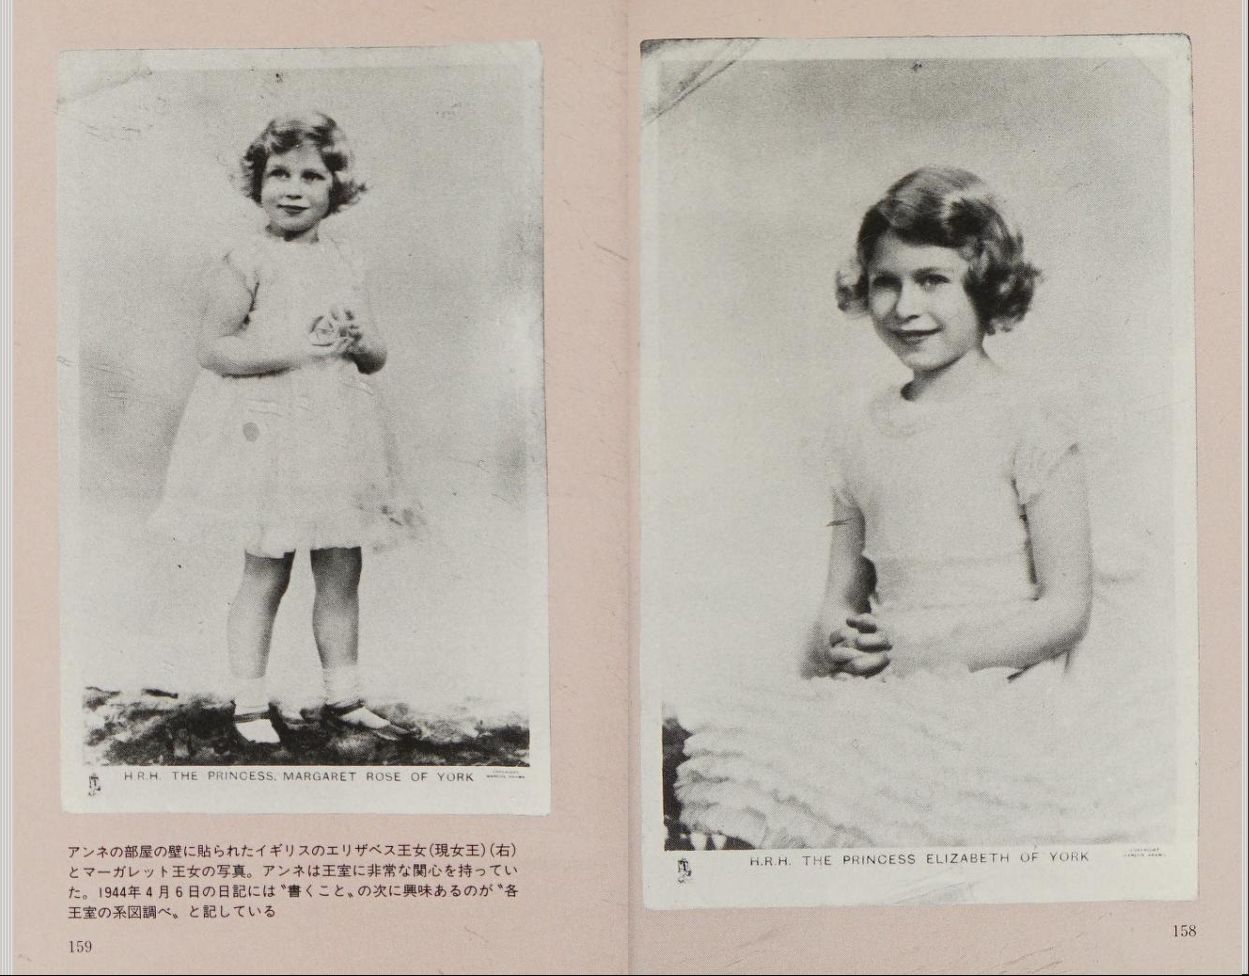 H.R.H. THE PRINCESS ELIZABETH OF YORK
158
H.R.H. THE PRINCESS, MARGARET ROSE OF YORK
アンネの部屋の壁に貼られたイギリスのエリザベス王女(現女王)(右)
とマーガレット王女の写真。アンネは王室に非常な関心を持ってい
た。1944年4月6日の日記には〝書くこと〟の次に興味あるのが〝各
王室の系図調べ〟と記している
159